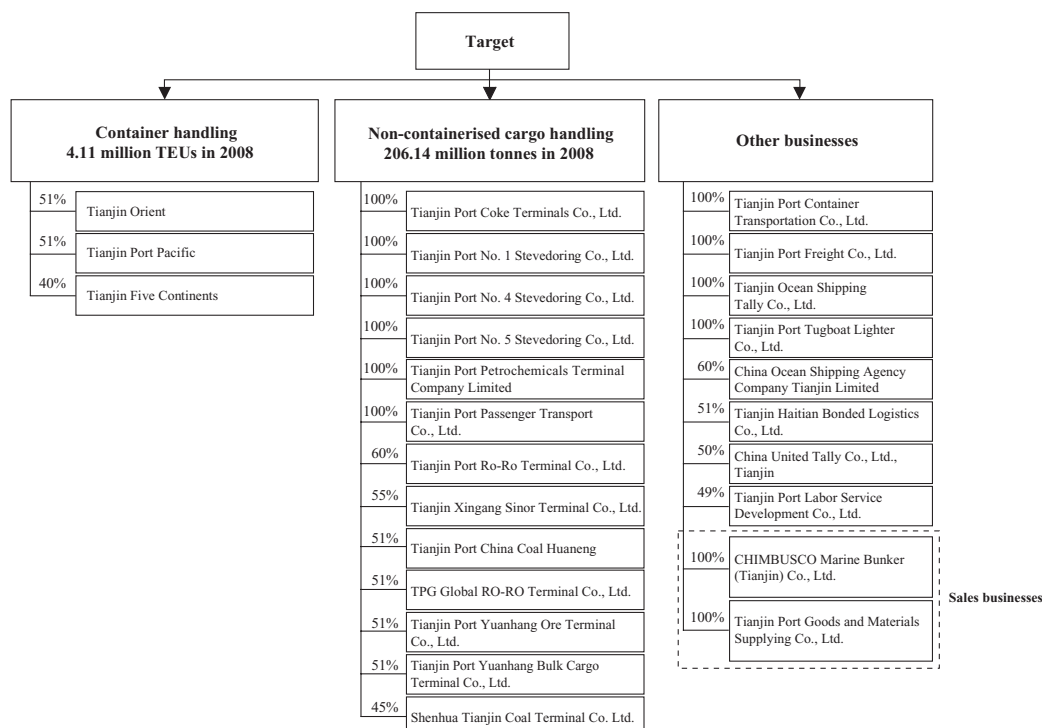 Target
Container handling
4.11 million TEUs in 2008
51%
Tianjin Orient
51%
Tianjin Port Pacific
40%
Tianjin Five Continents
Non-containerised cargo handling
206.14 million tonnes in 2008
100%
Tianjin Port Coke Terminals Co., Ltd.
100%
Tianjin Port No. 1 Stevedoring Co., Ltd.
100%
Tianjin Port No. 4 Stevedoring Co., Ltd.
100%
Tianjin Port No. 5 Stevedoring Co., Ltd.
100%
Tianjin Port Petrochemicals Terminal
Company Limited
100%
Tianjin Port Passenger Transport
Co., Ltd.
60%
Tianjin Port Ro-Ro Terminal Co., Ltd.
55%
Tianjin Xingang Sinor Terminal Co., Ltd.
51%
Tianjin Port China Coal Huaneng
51%
TPG Global RO-RO Terminal Co., Ltd.
51%
Tianjin Port Yuanhang Ore Terminal
Co., Ltd.
51%
Tianjin Port Yuanhang Bulk Cargo
Terminal Co., Ltd.
45%
Shenhua Tianjin Coal Terminal Co. Ltd.
Other businesses
100%
Tianjin Port Container
Transportation Co., Ltd.
100%
Tianjin Port Freight Co., Ltd.
100%
Tianjin Ocean Shipping
Tally Co., Ltd.
100%
Tianjin Port Tugboat Lighter
Co., Ltd.
60%
China Ocean Shipping Agency
Company Tianjin Limited
51%
Tianjin Haitian Bonded Logistics
Co., Ltd.
50%
China United Tally Co., Ltd.,
Tianjin
49%
Tianjin Port Labor Service
Development Co., Ltd.
100%
CHIMBUSCO Marine Bunker
(Tianjin) Co., Ltd.
100%
Tianjin Port Goods and Materials
Supplying Co., Ltd.
Sales businesses